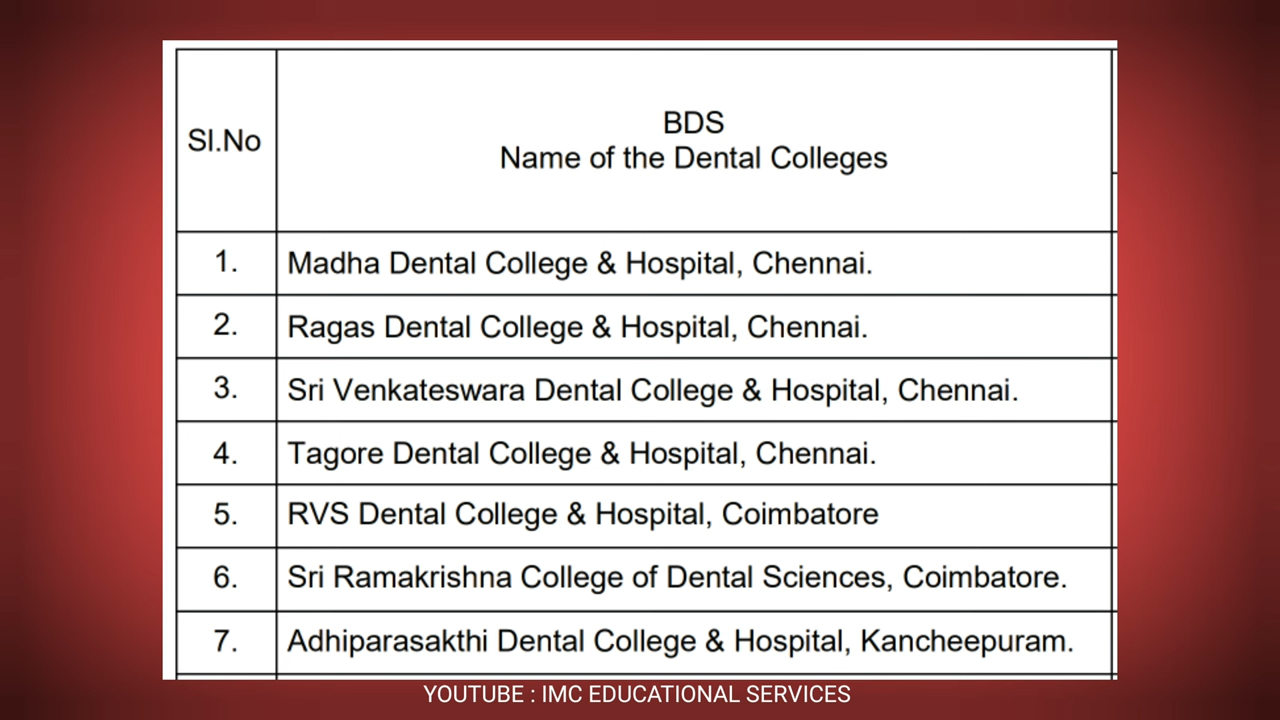 Sl.No
BDS
Name of the Dental Colleges
1. Madha Dental College & Hospital, Chennai.
2. Ragas Dental College & Hospital, Chennai.
3. Sri Venkateswara Dental College & Hospital, Chennai.
4. Tagore Dental College & Hospital, Chennai.
5. RVS Dental College & Hospital, Coimbatore
6. Sri Ramakrishna College of Dental Sciences, Coimbatore.
7. Adhiparasakthi Dental College & Hospital, Kancheepuram.
YOUTUBE : IMC EDUCATIONAL SERVICES